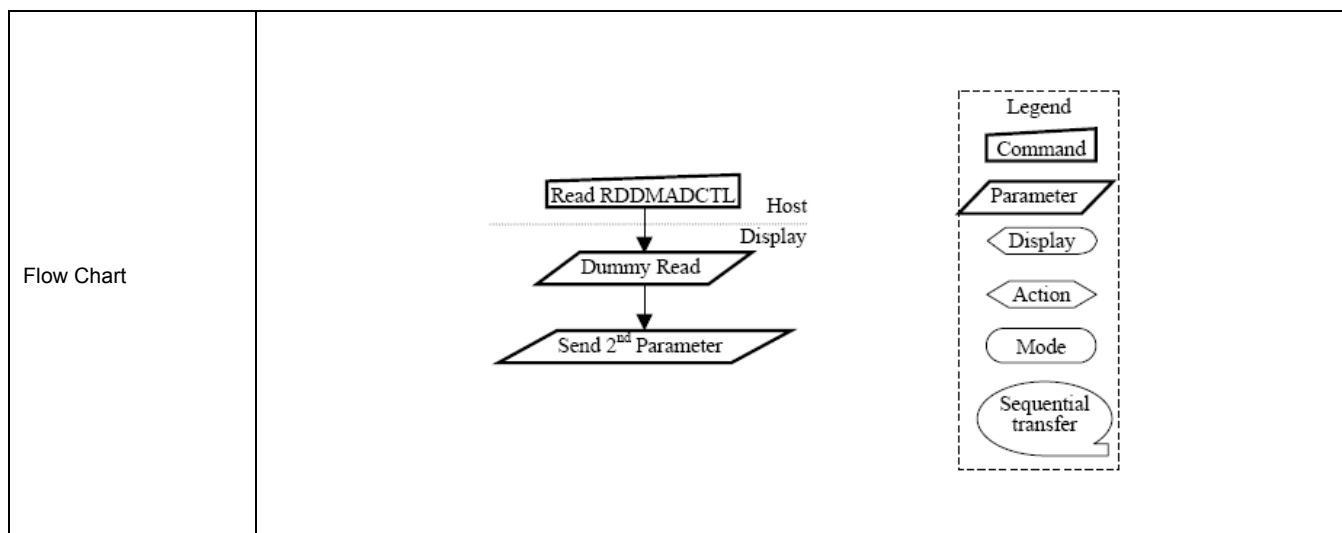 Flow Chart
Read RDDMADCTL
Host
Display
Dummy Read
Send 2nd Parameter
Legend
Command
Parameter
Display
Action
Mode
Sequential
transfer